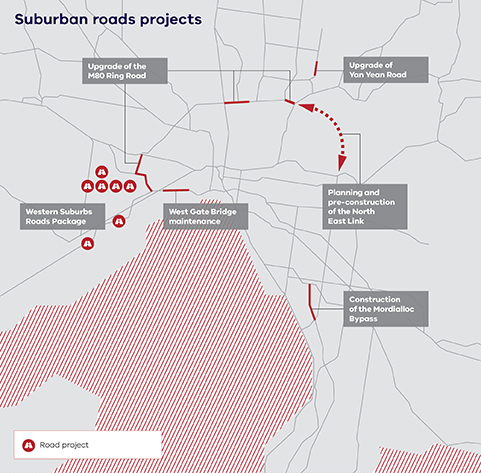 Suburban roads projects
Upgrade of the
M80 Ring Road
Upgrade of
Yan Yean Road
Western Suburbs
Roads Package
West Gate Bridge
maintenance
Planning and
pre-construction
of the North
East Link
Construction
of the Mordialloc
Bypass
Road project